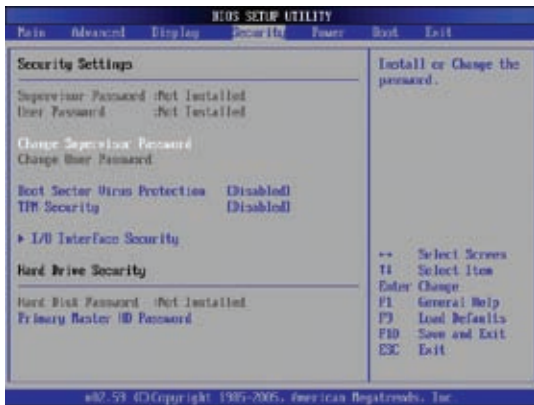 BIOS SETUP UTILITY
Main Advanced Display Security Power Boot Exit
Security Settings
Supervisor Password :Not Installed
User Password :Not Installed
Change Supervisor Password
Change User Password
Boot Sector Virus Protection [Disabled]
TPM Security [Disabled]
I/O Interface Security
Hard Drive Security
Hard Disk Password :Not Installed
Primary Master HD Password
Install or Change the
password.
Select Screen
Select Item
Enter Change
F1 General Help
F9 Load Defaults
F10 Save and Exit
ESC Exit
v02.59 (C)Copyright 1985-2005, American Megatrends, Inc.